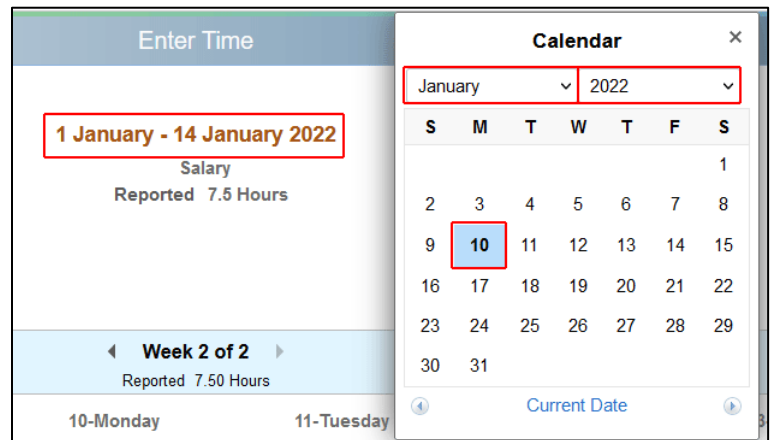 Enter Time
1 January - 14 January 2022
Salary
Reported 7.5 Hours
Week 2 of 2
Reported 7.50 Hours
10-Monday 11-Tuesday
Calendar ×
January 2022
S M T W T F S
1
2 3 4 5 6 7 8
9 10 11 12 13 14 15
16 17 18 19 20 21 22
23 24 25 26 27 28 29
30 31
Current Date